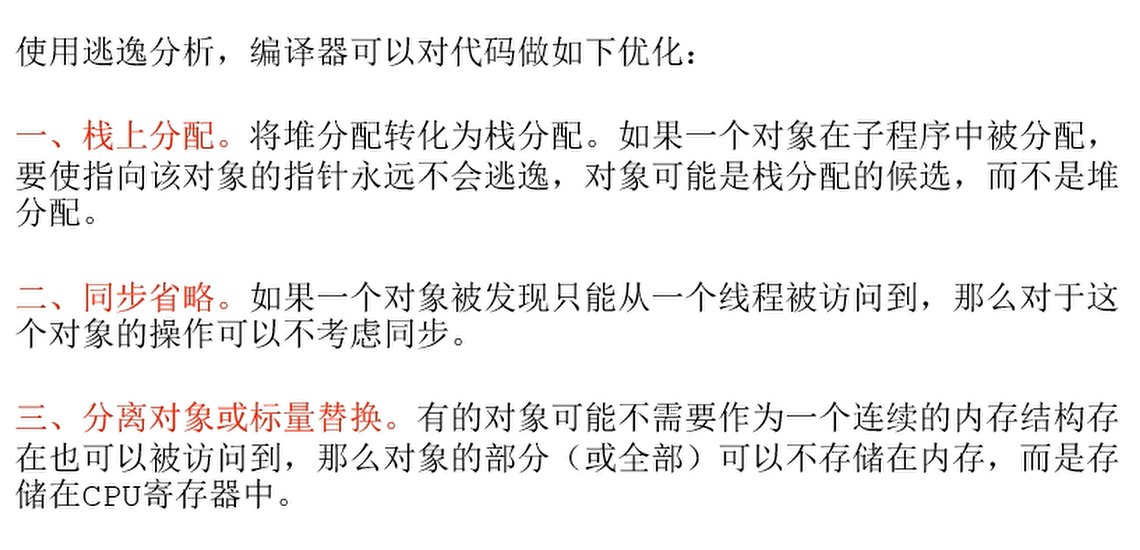 使用逃逸分析，编译器可以对代码做如下优化：
一、栈上分配。将堆分配转化为栈分配。如果一个对象在子程序中被分配，
要使指向该对象的指针永远不会逃逸，对象可能是栈分配的候选，而不是堆
分配。
二、同步省略。如果一个对象被发现只能从一个线程被访问到，那么对于这
个对象的操作可以不考虑同步。
三、分离对象或标量替换。有的对象可能不需要作为一个连续的内存结构存
在也可以被访问到，那么对象的部分（或全部）可以不存储在内存，而是存
储在CPU寄存器中。